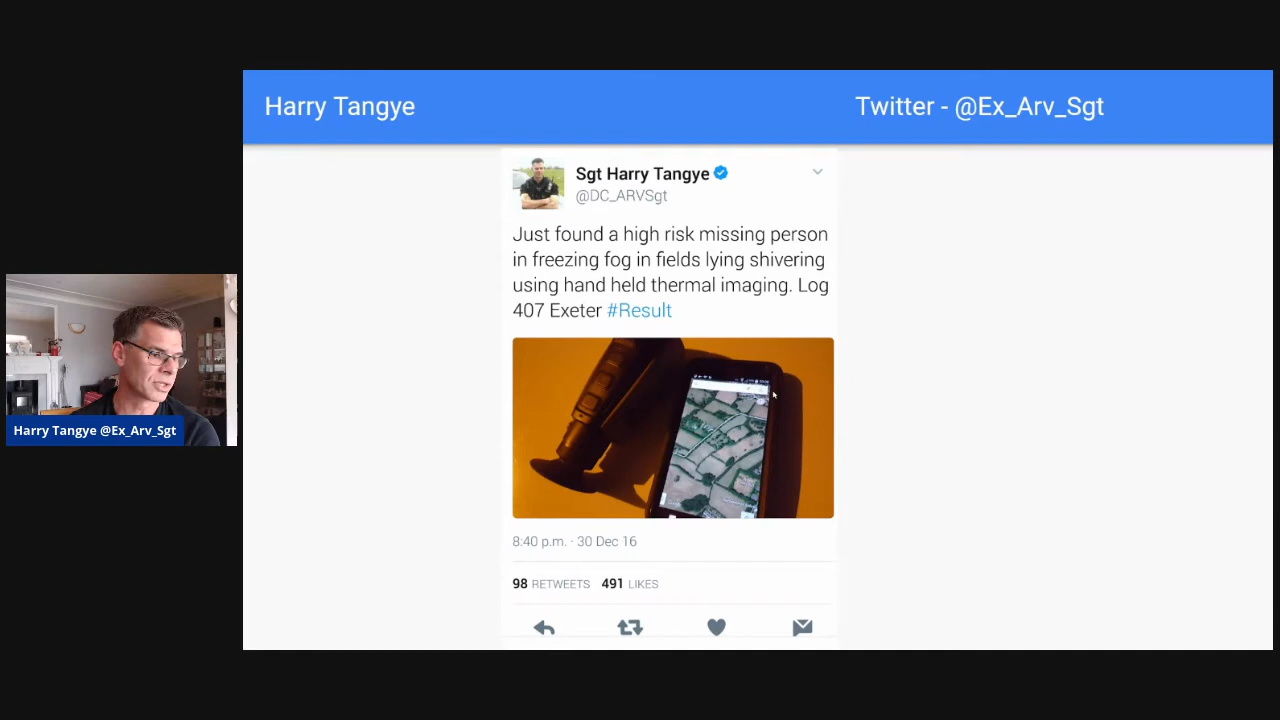 Harry Tangye
Twitter - @Ex_Arv_Sgt
Sgt Harry Tangye
@DC_ARVSgt
Just found a high risk missing person
in freezing fog in fields lying shivering
using hand held thermal imaging. Log
407 Exeter #Result
8:40 p.m. · 30 Dec 16
98 RETWEETS 491 LIKES
Harry Tangye @Ex_Arv_Sgt